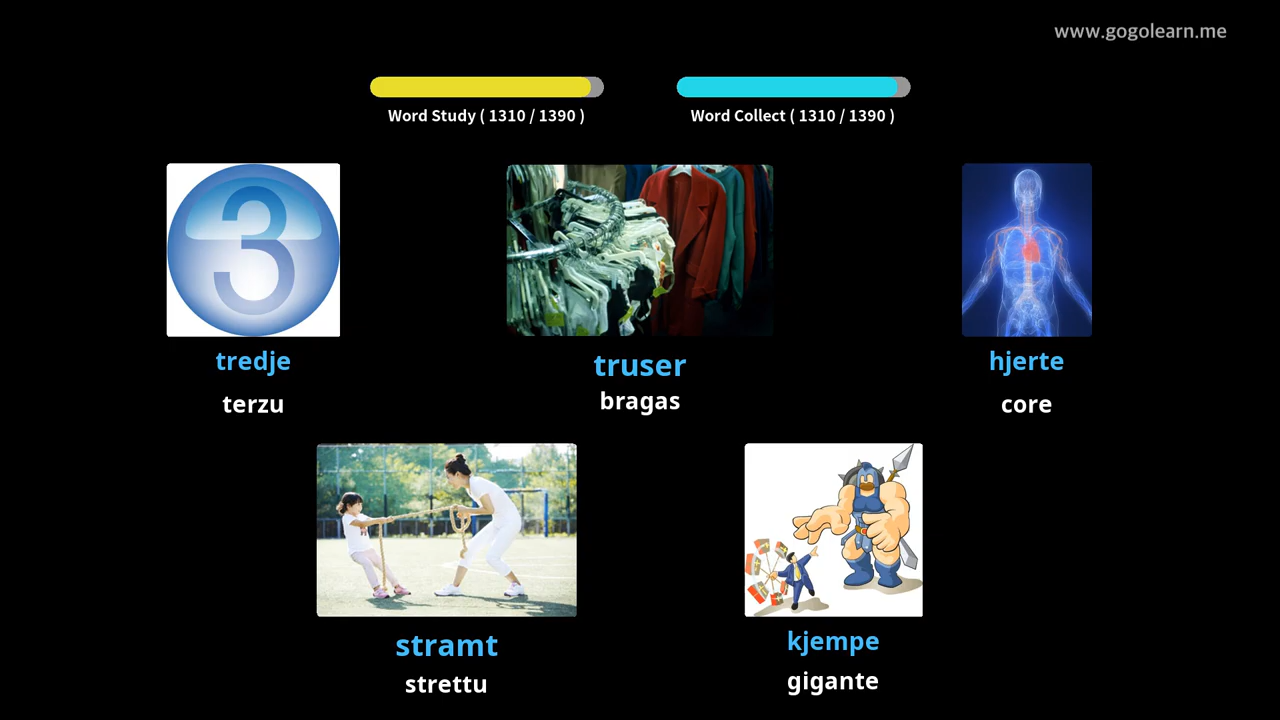 www.gogolearn.me
Word Study ( 1310 / 1390 )
Word Collect ( 1310 / 1390 )
3
tredje
terzu
truser
bragas
hjerte
core
stramt
strettu
kjempe
gigante